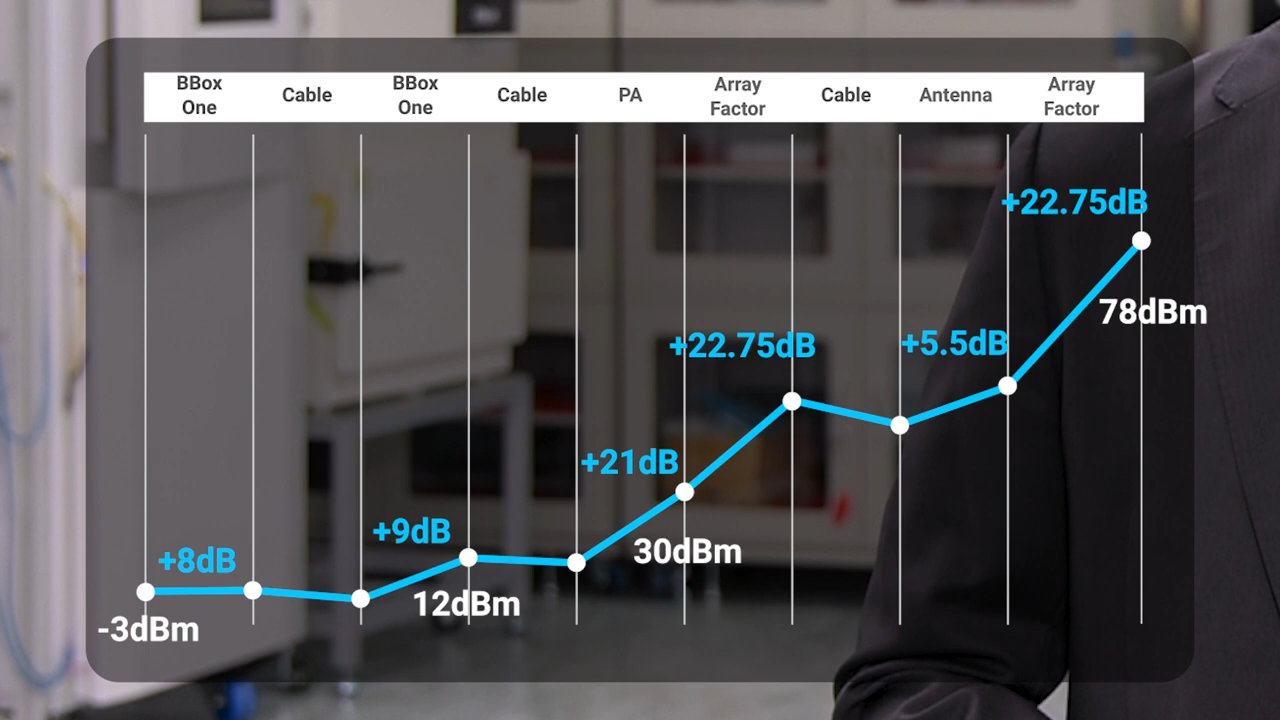 BBox
One
Cable
BBox
One
Cable
PA
Array
Factor
Cable
Antenna
Array
Factor
+22.75dB
78dBm
+22.75dB
+5.5dB
+21dB
30dBm
+9dB
12dBm
+8dB
-3dBm